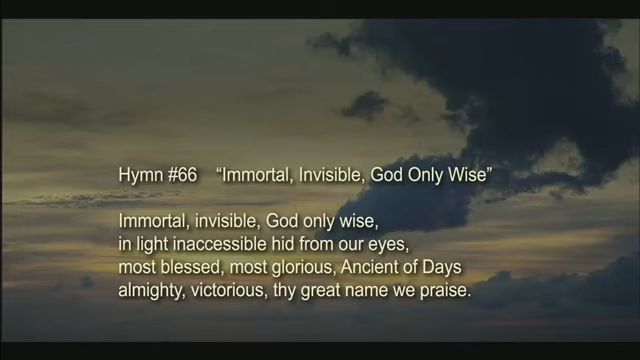 Hymn #66 “Immortal, Invisible, God Only Wise”
Immortal, invisible, God only wise,
in light inaccessible hid from our eyes,
most blessed, most glorious, Ancient of Days
almighty, victorious, thy great name we praise.